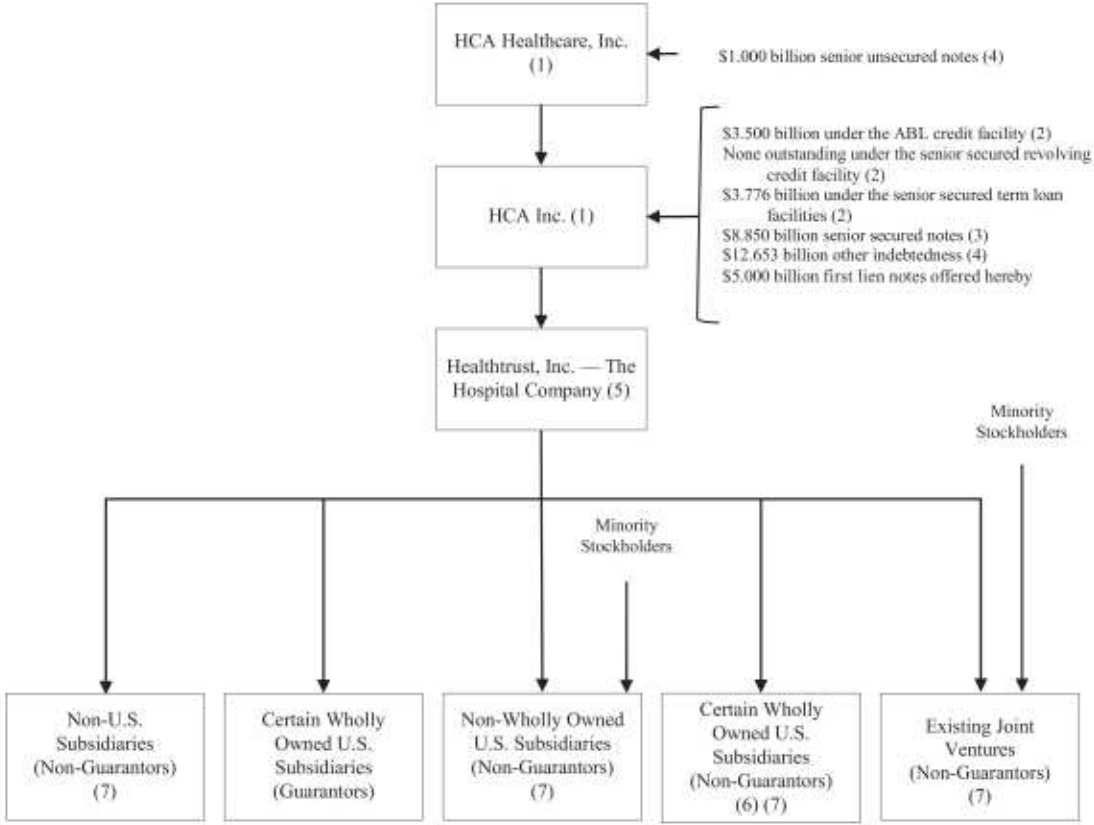 HCA Healthcare, Inc.
(1)
$1.000 billion senior unsecured notes (4)
$3.500 billion under the ABL credit facility (2)
None outstanding under the senior secured revolving
credit facility (2)
$3.776 billion under the senior secured term loan
facilities (2)
$8.850 billion senior secured notes (3)
$12.653 billion other indebtedness (4)
$5.000 billion first lien notes offered hereby
HCA Inc. (1)
Healthtrust, Inc. — The
Hospital Company (5)
Minority
Stockholders
Minority
Stockholders
Non-U.S.
Subsidiaries
(Non-Guarantors)
(7)
Certain Wholly
Owned U.S.
Subsidiaries
(Guarantors)
Non-Wholly Owned
U.S. Subsidiaries
(Non-Guarantors)
(7)
Certain Wholly
Owned U.S.
Subsidiaries
(Non-Guarantors)
(6) (7)
Existing Joint
Ventures
(Non-Guarantors)
(7)